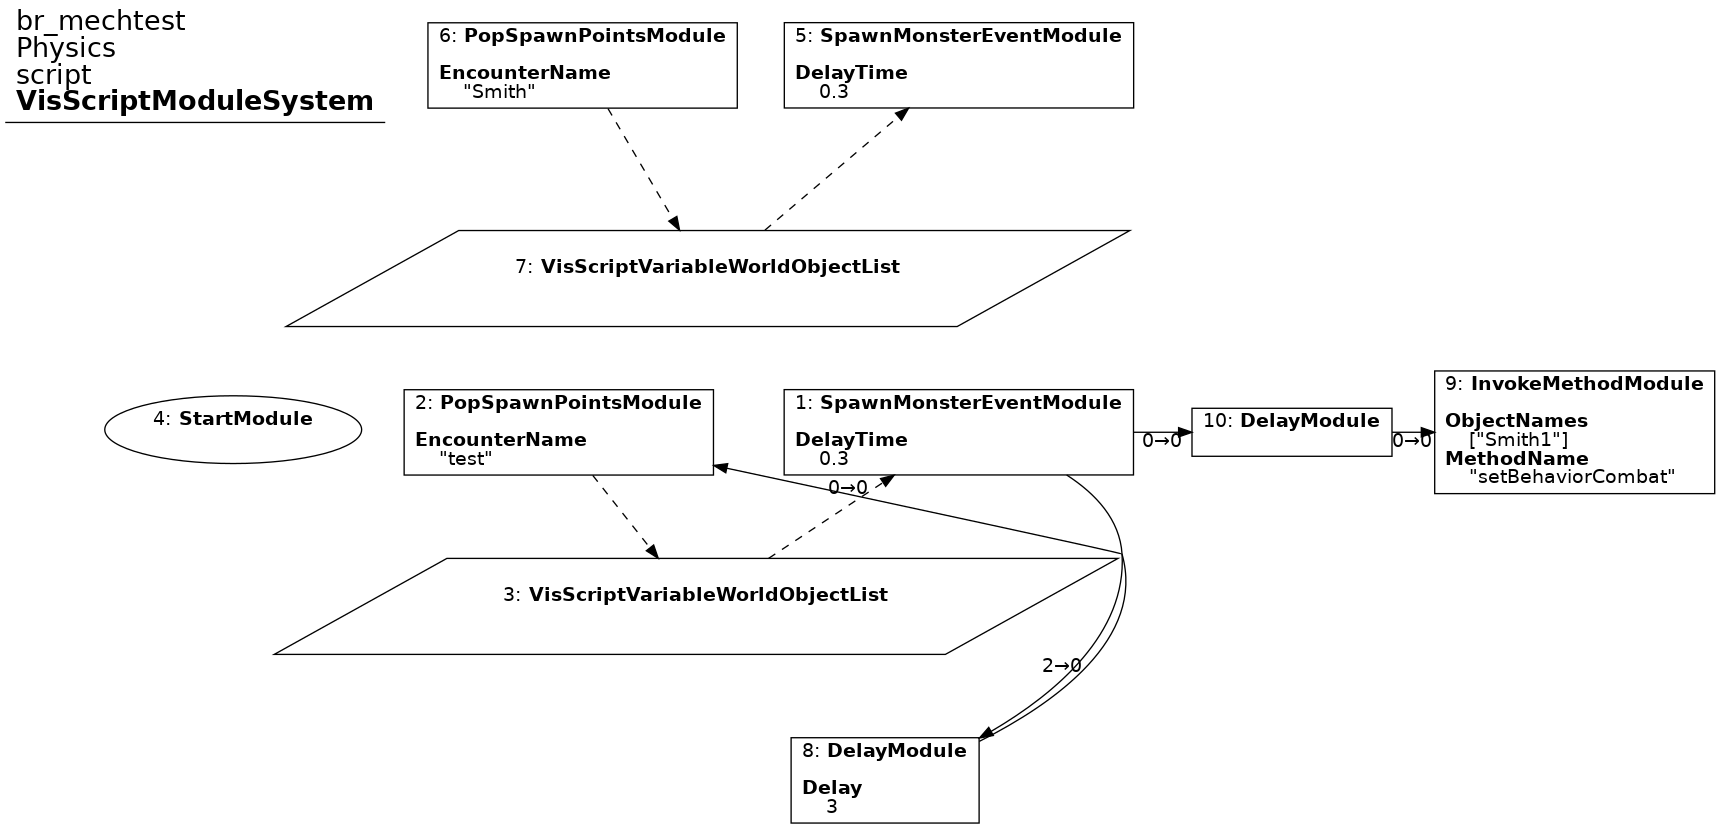 br_mechtest
Physics
script
VisScriptModuleSystem
6: PopSpawnPointsModule
EncounterName
"Smith"
5: SpawnMonsterEventModule
DelayTime
0.3
7: VisScriptVariableWorldObjectList
4: StartModule
2: PopSpawnPointsModule
EncounterName
"test"
1: SpawnMonsterEventModule
DelayTime
0.3
0→0
10: DelayModule
0→0
9: InvokeMethodModule
ObjectNames
["Smith1"]
MethodName
"setBehaviorCombat"
0→0
3: VisScriptVariableWorldObjectList
2→0
8: DelayModule
Delay
3